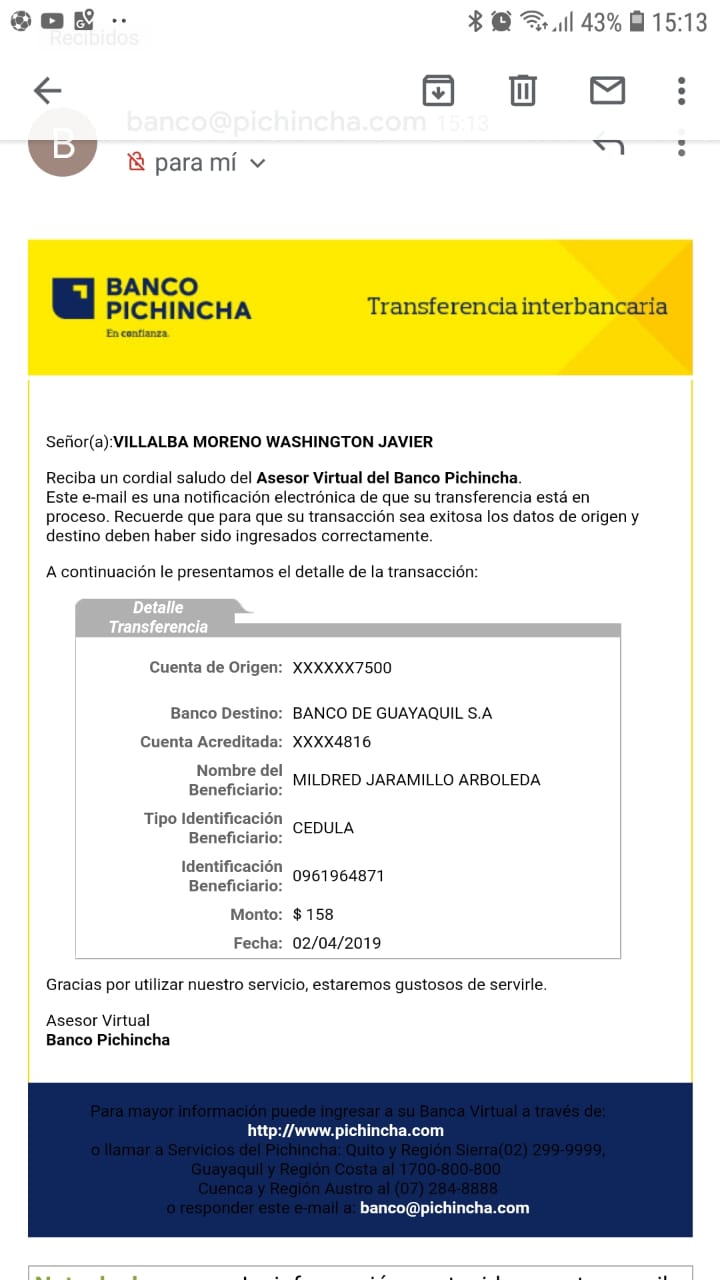 43% 15:13
Recibidos
banco@pichincha.com 15:13
B
para mí
BANCO
PICHINCHA
En confianza.
Transferencia interbancaria
Señor(a):VILLALBA MORENO WASHINGTON JAVIER
Reciba un cordial saludo del Asesor Virtual del Banco Pichincha.
Este e-mail es una notificación electrónica de que su transferencia está en
proceso. Recuerde que para que su transacción sea exitosa los datos de origen y
destino deben haber sido ingresados correctamente.
A continuación le presentamos el detalle de la transacción:
Detalle
Transferencia
Cuenta de Origen: XXXXXX7500
Banco Destino: BANCO DE GUAYAQUIL S.A
Cuenta Acreditada: XXXX4816
Nombre del
Beneficiario: MILDRED JARAMILLO ARBOLEDA
Tipo Identificación
Beneficiario: CEDULA
Identificación
Beneficiario: 0961964871
Monto: $ 158
Fecha: 02/04/2019
Gracias por utilizar nuestro servicio, estaremos gustosos de servirle.
Asesor Virtual
Banco Pichincha
Para mayor información puede ingresar a su Banca Virtual a través de:
http://www.pichincha.com
o llamar a Servicios del Pichincha: Quito y Región Sierra(02) 299-9999,
Guayaquil y Región Costa al 1700-800-800
Cuenca y Región Austro al (07) 284-8888
o responder este e-mail a: banco@pichincha.com